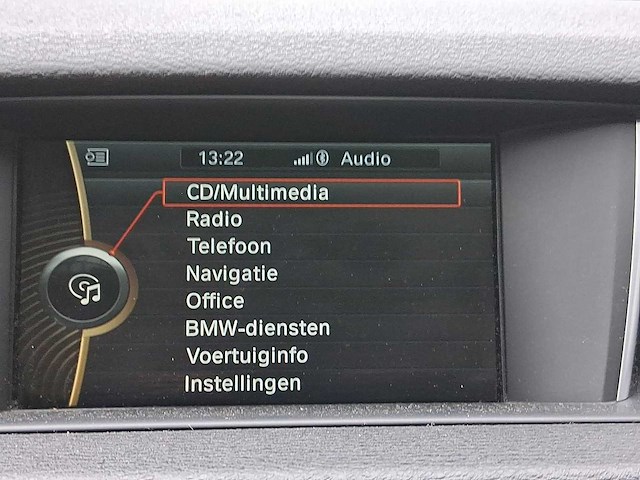 13:22 Audio
CD/Multimedia
Radio
Telefoon
Navigatie
Office
BMW-diensten
Voertuiginfo
Instellingen